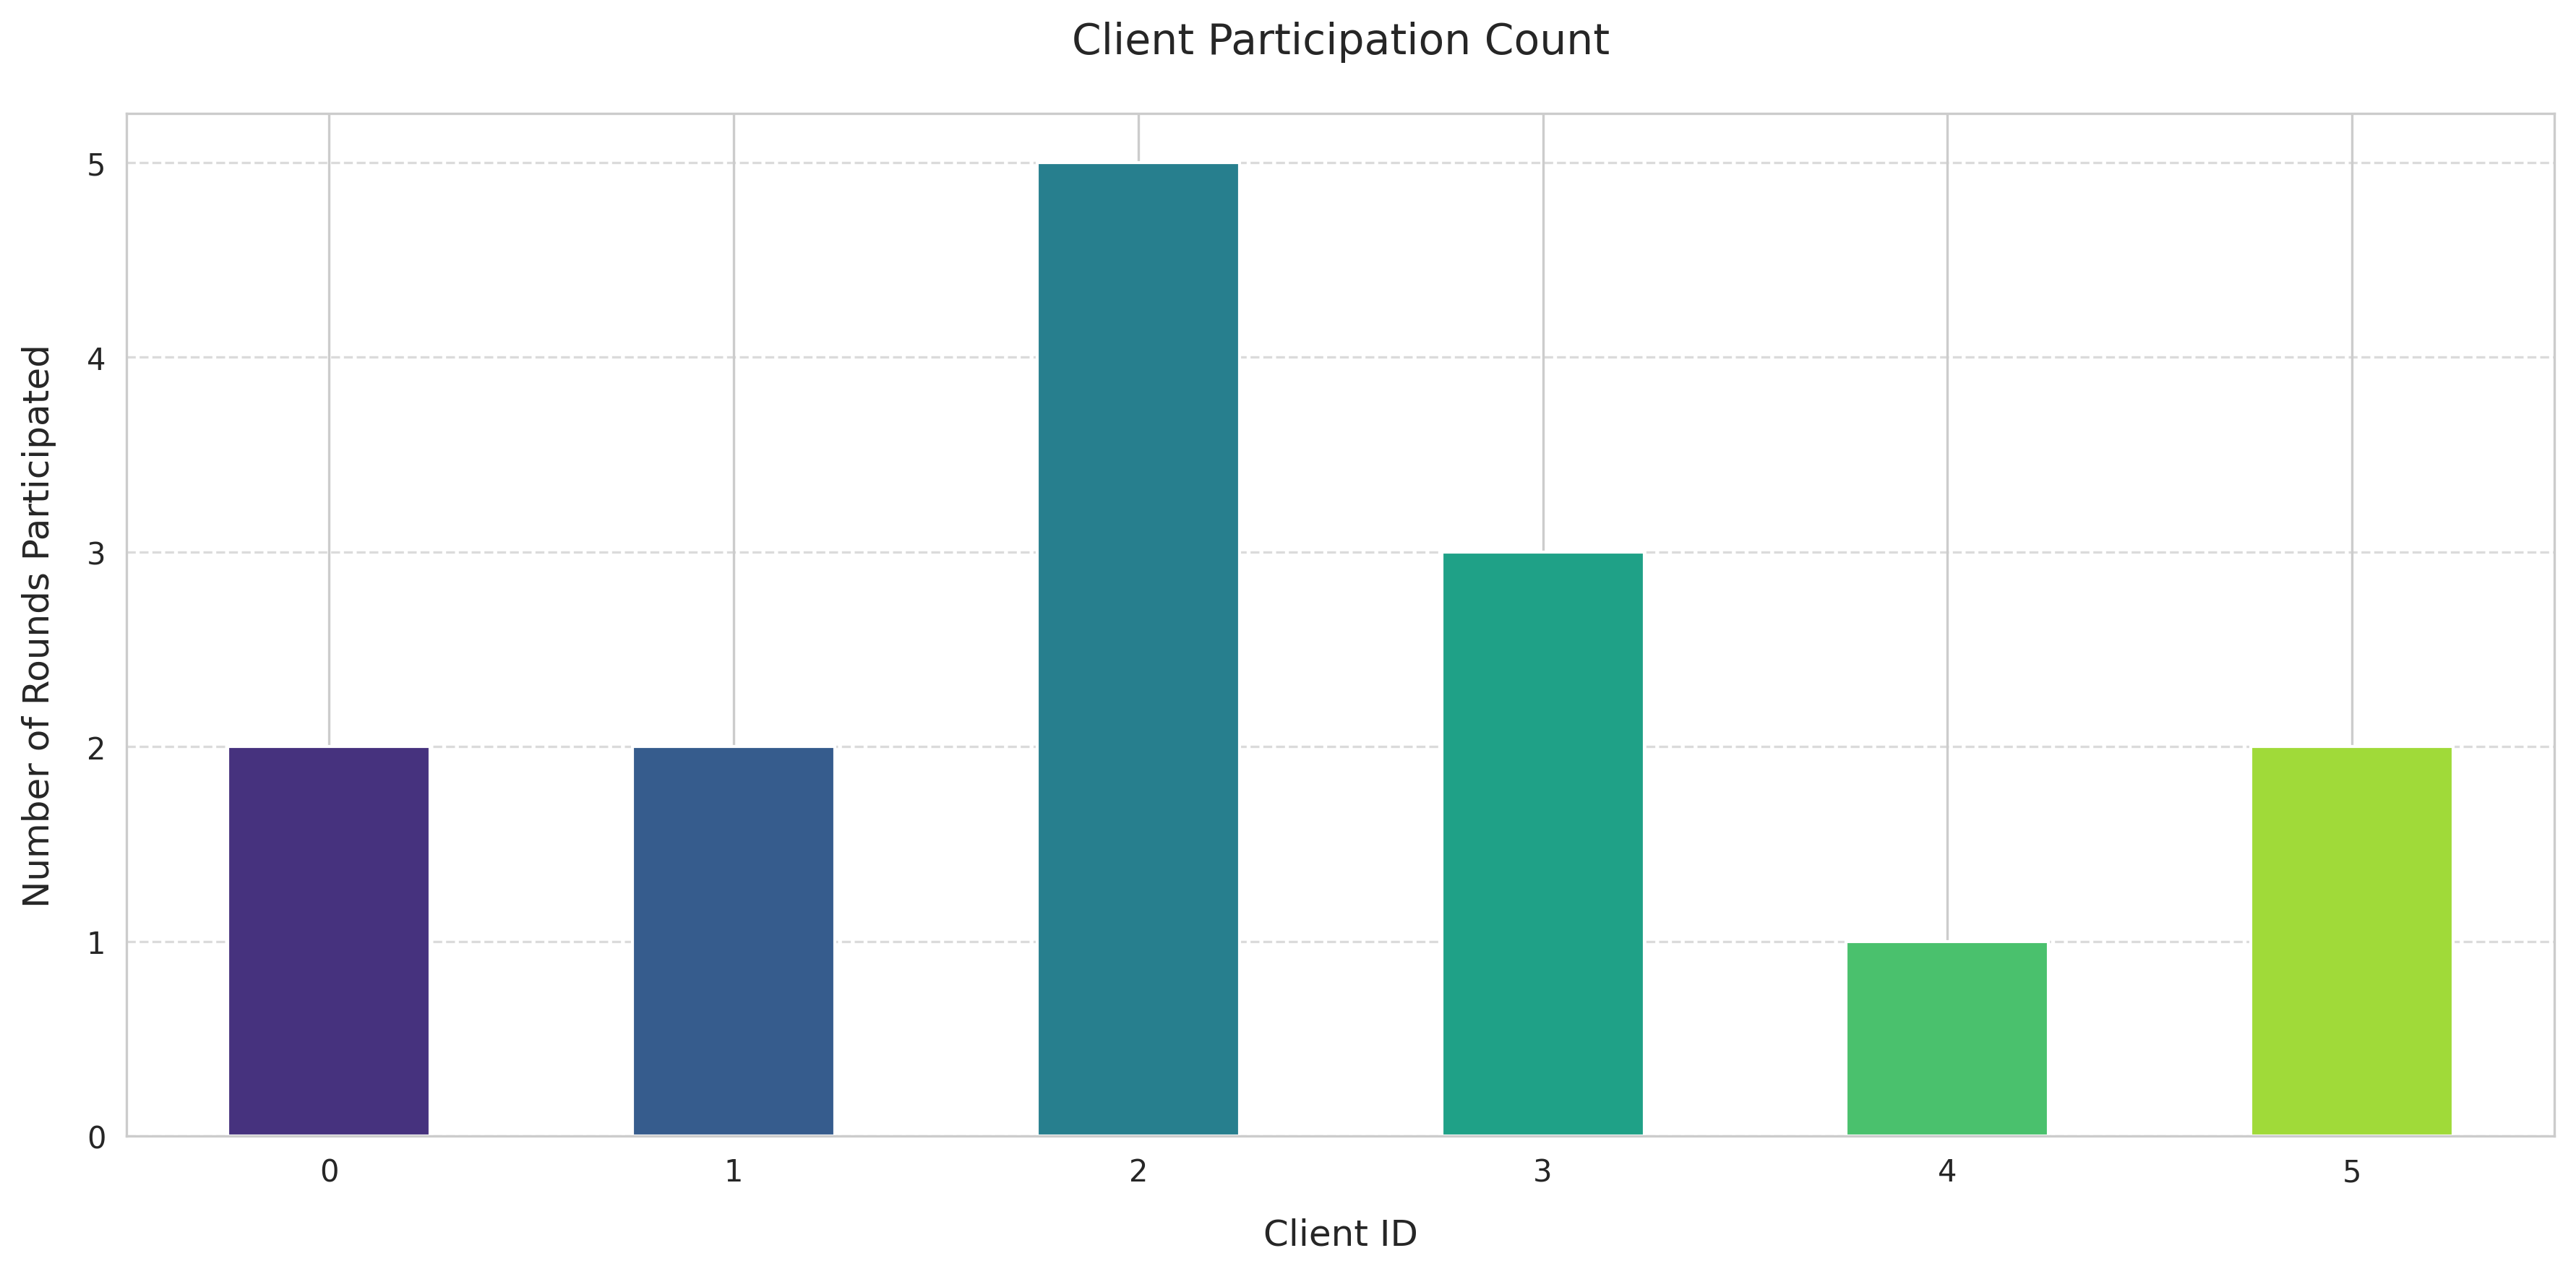 Client Participation Count
Number of Rounds Participated
5
4
3
2
1
0
0 1 2 3 4 5
Client ID